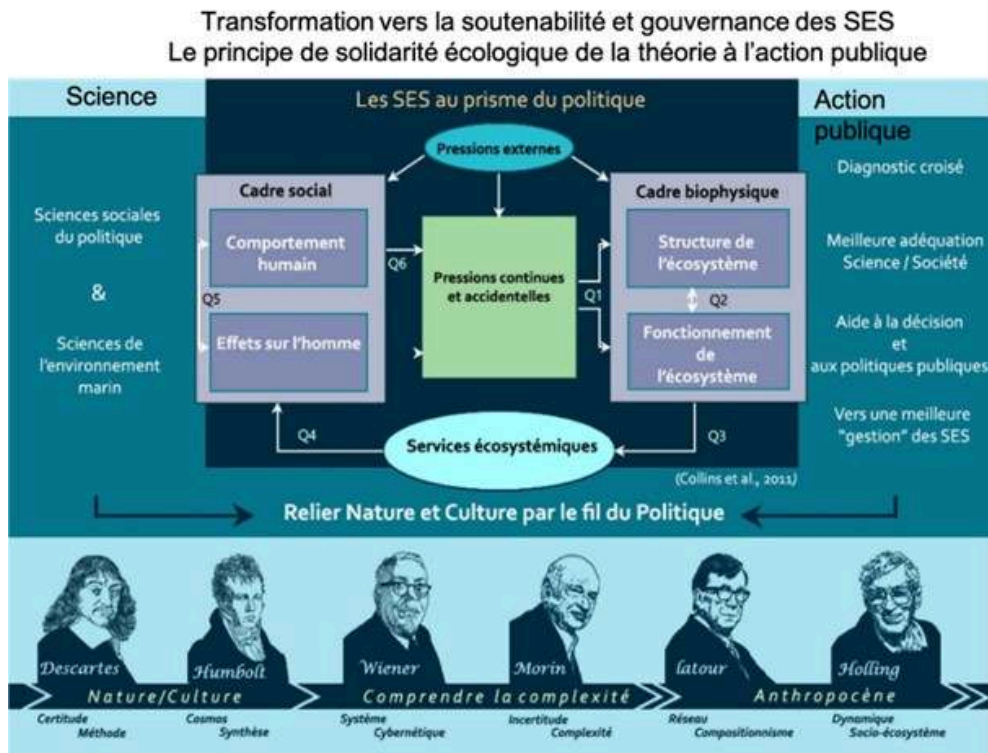 Transformation vers la soutenabilité et gouvernance des SES
Le principe de solidarité écologique de la théorie à l'action publique
Science
Les SES au prisme du politique
Action
publique
Pressions externes
Cadre social
Cadre biophysique
Diagnostic croisé
Sciences sociales
du politique
&
Sciences de
l'environnement
marin
Comportement
humain
Q5
Effets sur l'homme
Q6
Pressions continues
et accidentelles
Q1
Structure de
l'écosystème
Q2
Fonctionnement
de
l'écosystème
Meilleure adéquation
Science / Société
Aide à la décision
et
aux politiques publiques
Vers une meilleure
"gestion" des SES
Q4
Services écosystémiques
Q3
(Collins et al., 2011)
Relier Nature et Culture par le fil du Politique
Descartes
Humbolt
Wiener
Morin
latour
Holling
Nature/Culture
Comprendre la complexité
Anthropocène
Certitude
Méthode
Cosmos
Synthèse
Système
Cybernétique
Incertitude
Complexité
Réseau
Compositionnisme
Dynamique
Socio-écosystème